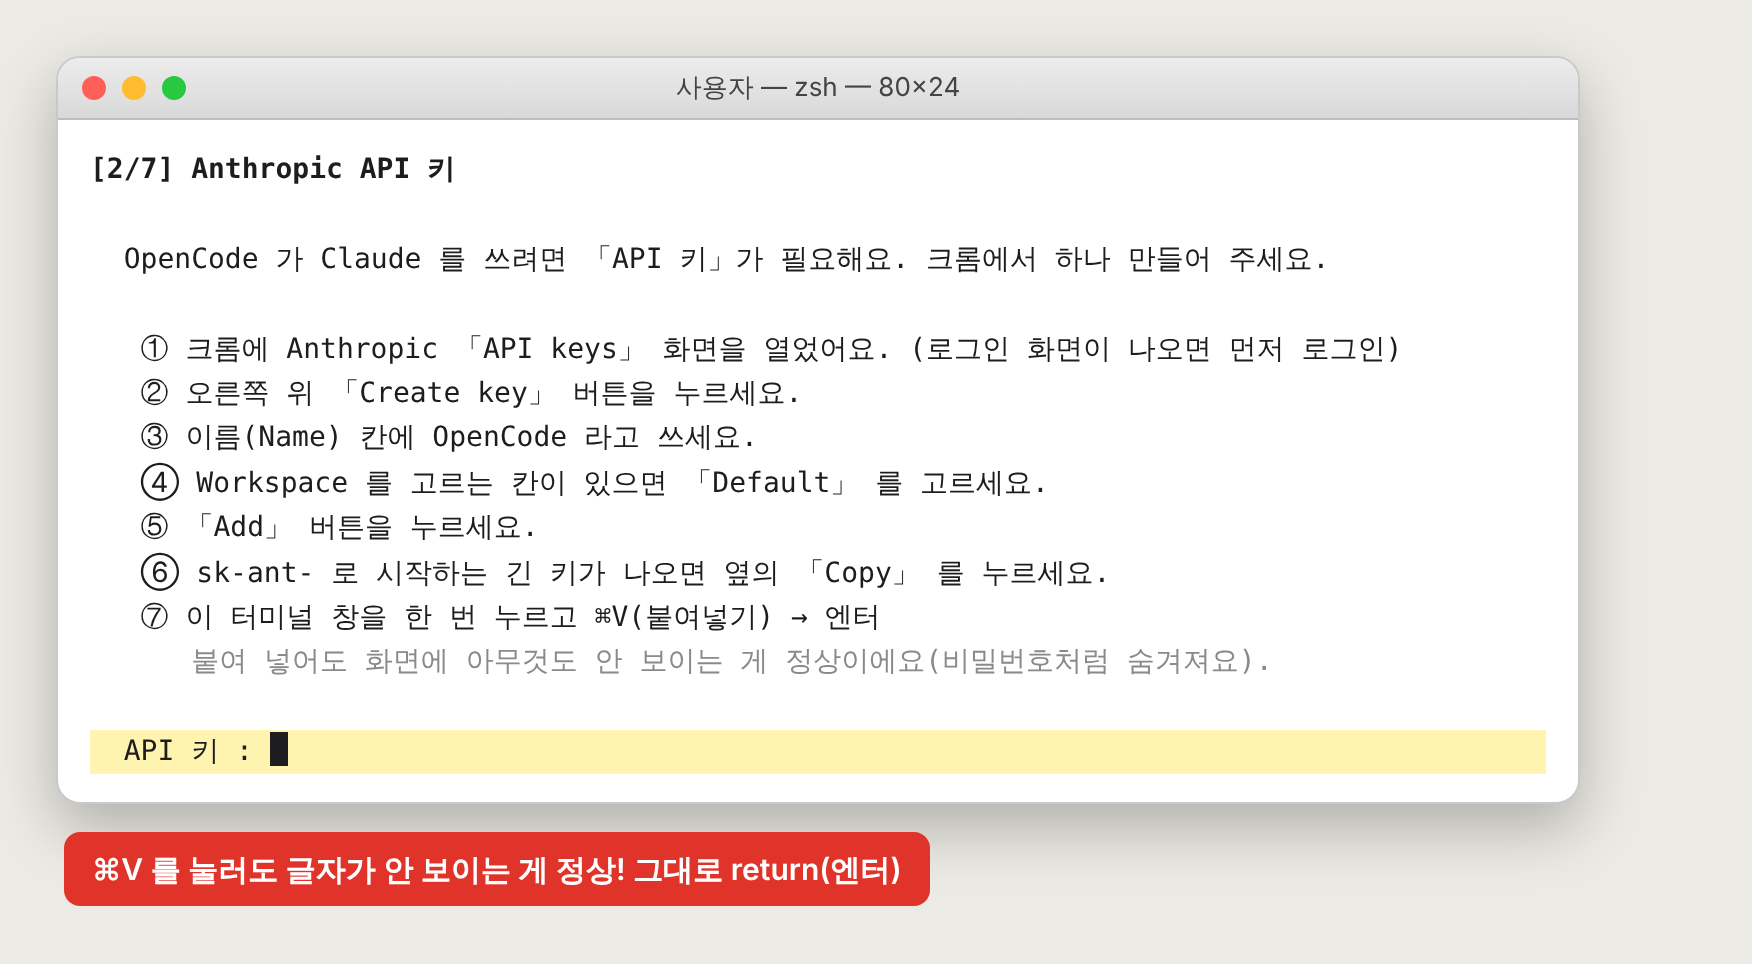 사용자 — zsh — 80×24
[2/7] Anthropic API 키
OpenCode 가 Claude 를 쓰려면 「API 키」가 필요해요. 크롬에서 하나 만들어 주세요.
① 크롬에 Anthropic 「API keys」 화면을 열었어요. (로그인 화면이 나오면 먼저 로그인)
② 오른쪽 위 「Create key」 버튼을 누르세요.
③ 이름(Name) 칸에 OpenCode 라고 쓰세요.
④ Workspace 를 고르는 칸이 있으면 「Default」 를 고르세요.
⑤ 「Add」 버튼을 누르세요.
⑥ sk-ant- 로 시작하는 긴 키가 나오면 옆의 「Copy」 를 누르세요.
⑦ 이 터미널 창을 한 번 누르고 ⌘V(붙여넣기) → 엔터
붙여 넣어도 화면에 아무것도 안 보이는 게 정상이에요(비밀번호처럼 숨겨져요).
API 키 :
⌘V 를 눌러도 글자가 안 보이는 게 정상! 그대로 return(엔터)